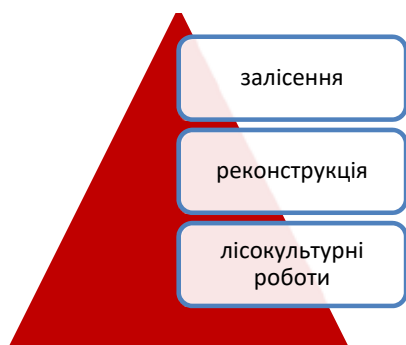 залісення
реконструкція
лісокультурні
роботи